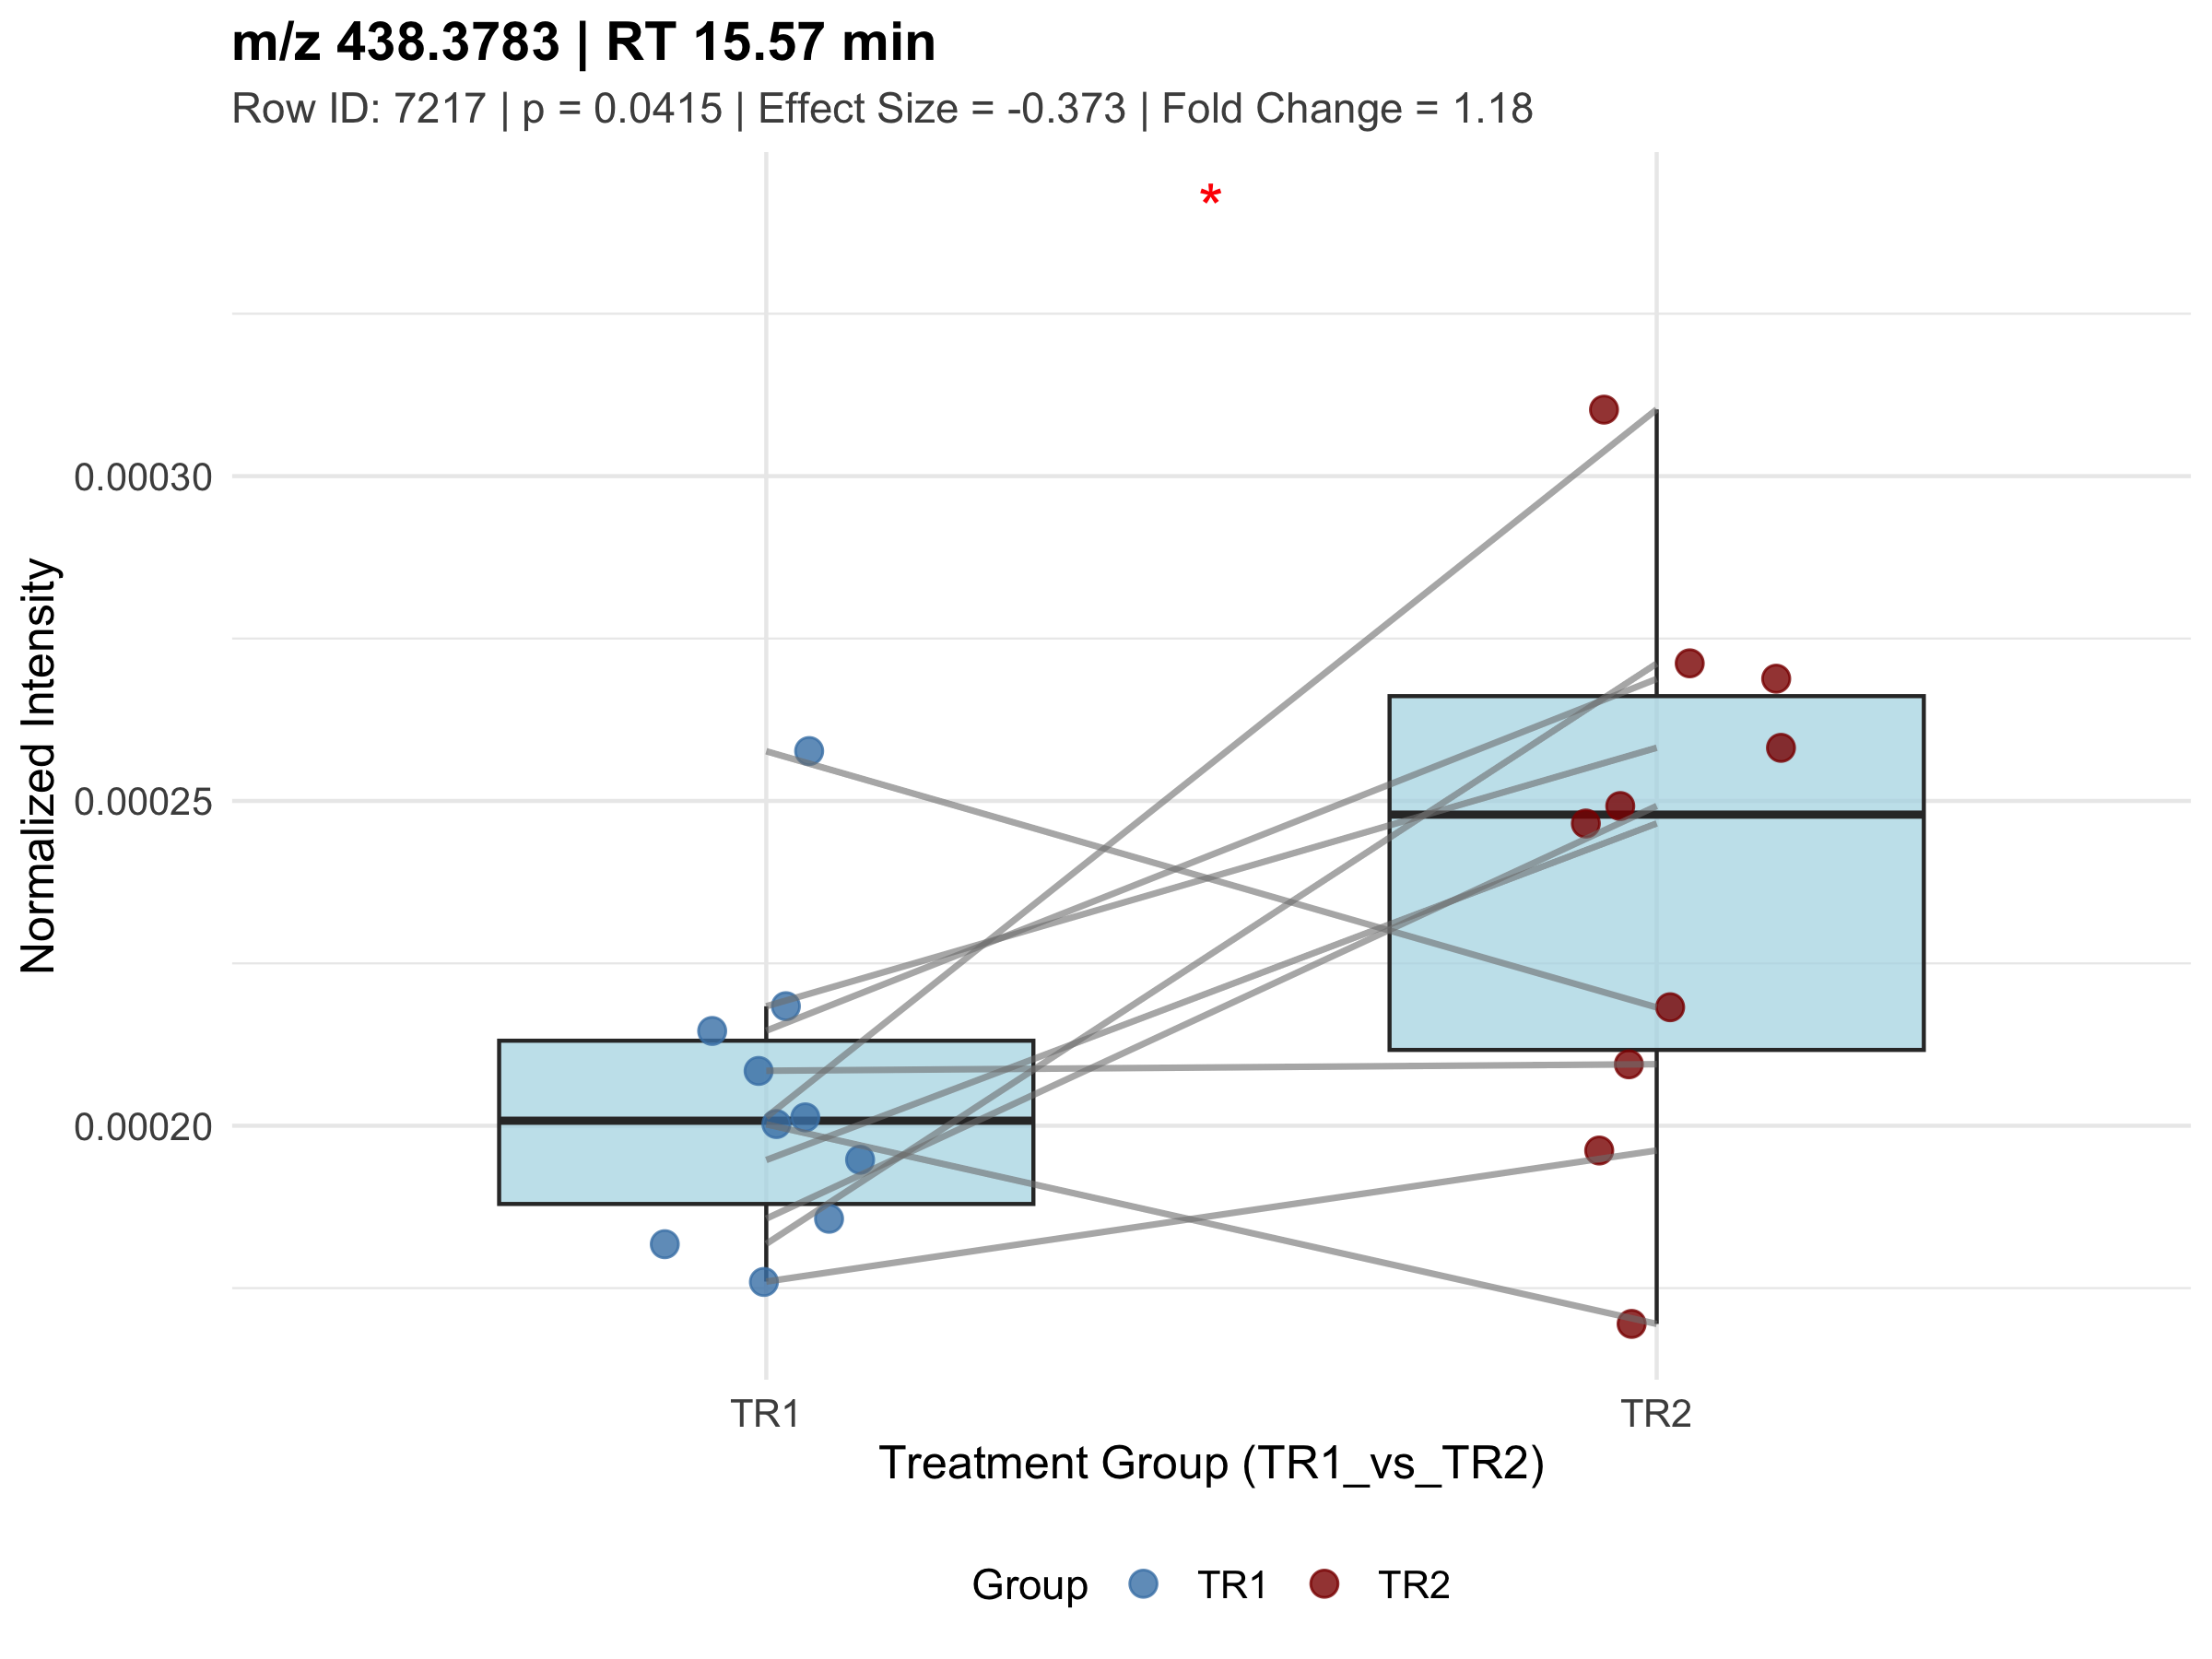 m/z 438.3783 | RT 15.57 min
Row ID: 7217 | p = 0.0415 | Effect Size = -0.373 | Fold Change = 1.18
*
Normalized Intensity
0.00030
0.00025
0.00020
TR1
TR2
Treatment Group (TR1_vs_TR2)
Group TR1 TR2